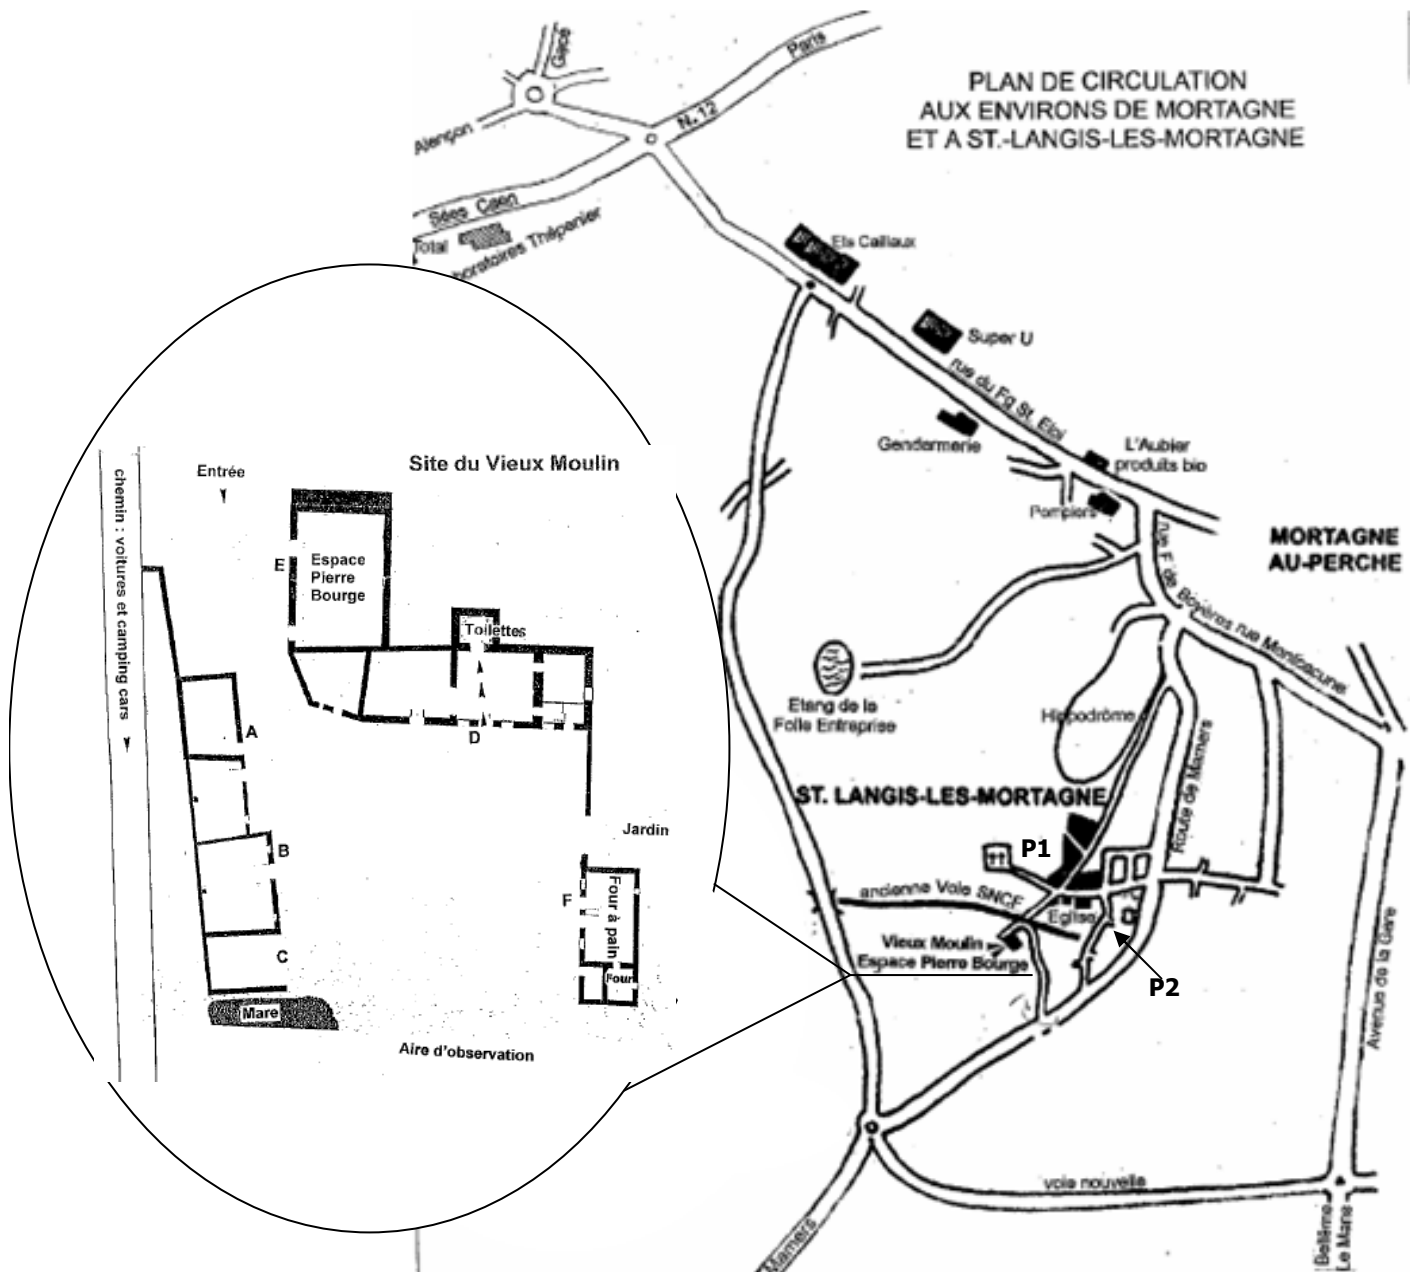 PLAN DE CIRCULATION
AUX ENVIRONS DE MORTAGNE
ET A ST.-LANGIS-LES-MORTAGNE
Gacé
Paris
N.12
Alençon
Sées Caen
Total
boratoires Thépenier
Ets Caillaux
Super U
rue du Fg St. Eloi
Gendarmerie
L'Aubier
produits bio
Pompiers
MORTAGNE
AU-PERCHE
rue F. de Boyères
rue Montcacune
Etang de la
Folle Entreprise
Hippodrôme
Route de Mamers
ST. LANGIS-LES-MORTAGNE
P1
ancienne Voie SNCF
Eglise
Vieux Moulin
Espace Pierre Bourge
P2
Avenue de la Gare
voie nouvelle
Mamers
Bellême
Le Mans
Site du Vieux Moulin
Entrée
chemin : voitures et camping cars
E
Espace
Pierre
Bourge
Toilettes
A
D
B
Jardin
F
Four à pain
C
Four
Mare
Aire d'observation